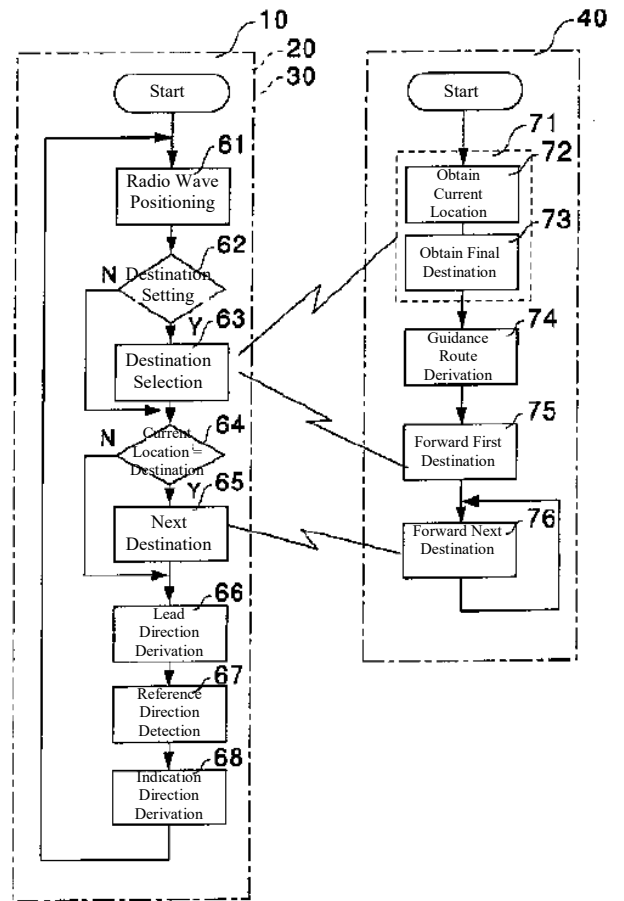 10
20
30
Start
61
Radio Wave
Positioning
62
N
Destination
Setting
Y
63
Destination
Selection
64
N
Current
Location =
Destination
Y
65
Next
Destination
66
Lead
Direction
Derivation
67
Reference
Direction
Detection
68
Indication
Direction
Derivation
40
Start
71
72
Obtain
Current
Location
73
Obtain Final
Destination
74
Guidance
Route
Derivation
75
Forward First
Destination
76
Forward Next
Destination